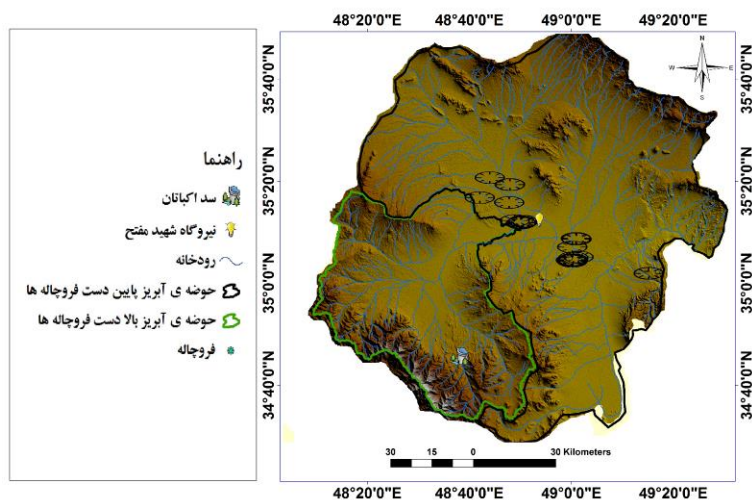 48°20'0"E 48°40'0"E 49°0'0"E 49°20'0"E
N
W E
S
35°40'0"N 35°40'0"N
35°20'0"N 35°20'0"N
35°0'0"N 35°0'0"N
34°40'0"N 34°40'0"N
راهنما
سد اکباتان
نیروگاه شهید مفتح
رودخانه
حوضه ی آبریز پایین دست فروچاله ها
حوضه ی آبریز بالا دست فروچاله ها
فروچاله
30 15 0 30 Kilometers
48°20'0"E 48°40'0"E 49°0'0"E 49°20'0"E